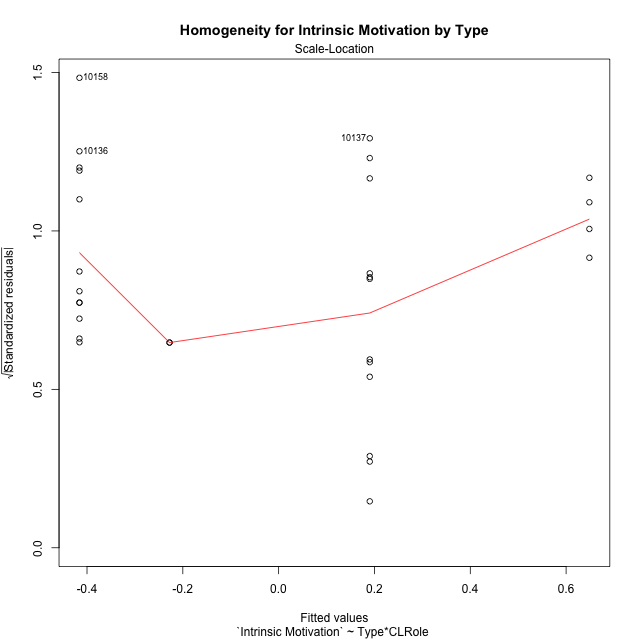 Homogeneity for Intrinsic Motivation by Type
Scale-Location
1.5
10158
10136
10137
1.0
0.5
0.0
√|Standardized residuals|
-0.4
-0.2
0.0
0.2
0.4
0.6
Fitted values
`Intrinsic Motivation` ~ Type*CLRole